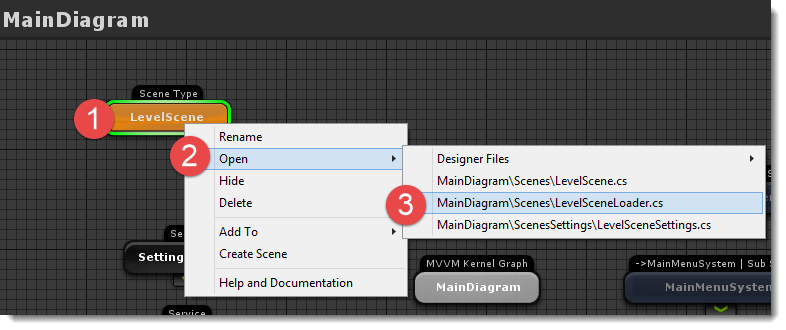 MainDiagram
Scene Type
1
LevelScene
Rename
2
Open
Designer Files
Hide
MainDiagram\Scenes\LevelScene.cs
Delete
3
MainDiagram\Scenes\LevelSceneLoader.cs
MainDiagram\ScenesSettings\LevelSceneSettings.cs
Add To
Se
Create Scene
Setting
MVVM Kernel Graph
->MainMenuSystem | Sub S
Help and Documentation
MainDiagram
MainMenuSystem
Service